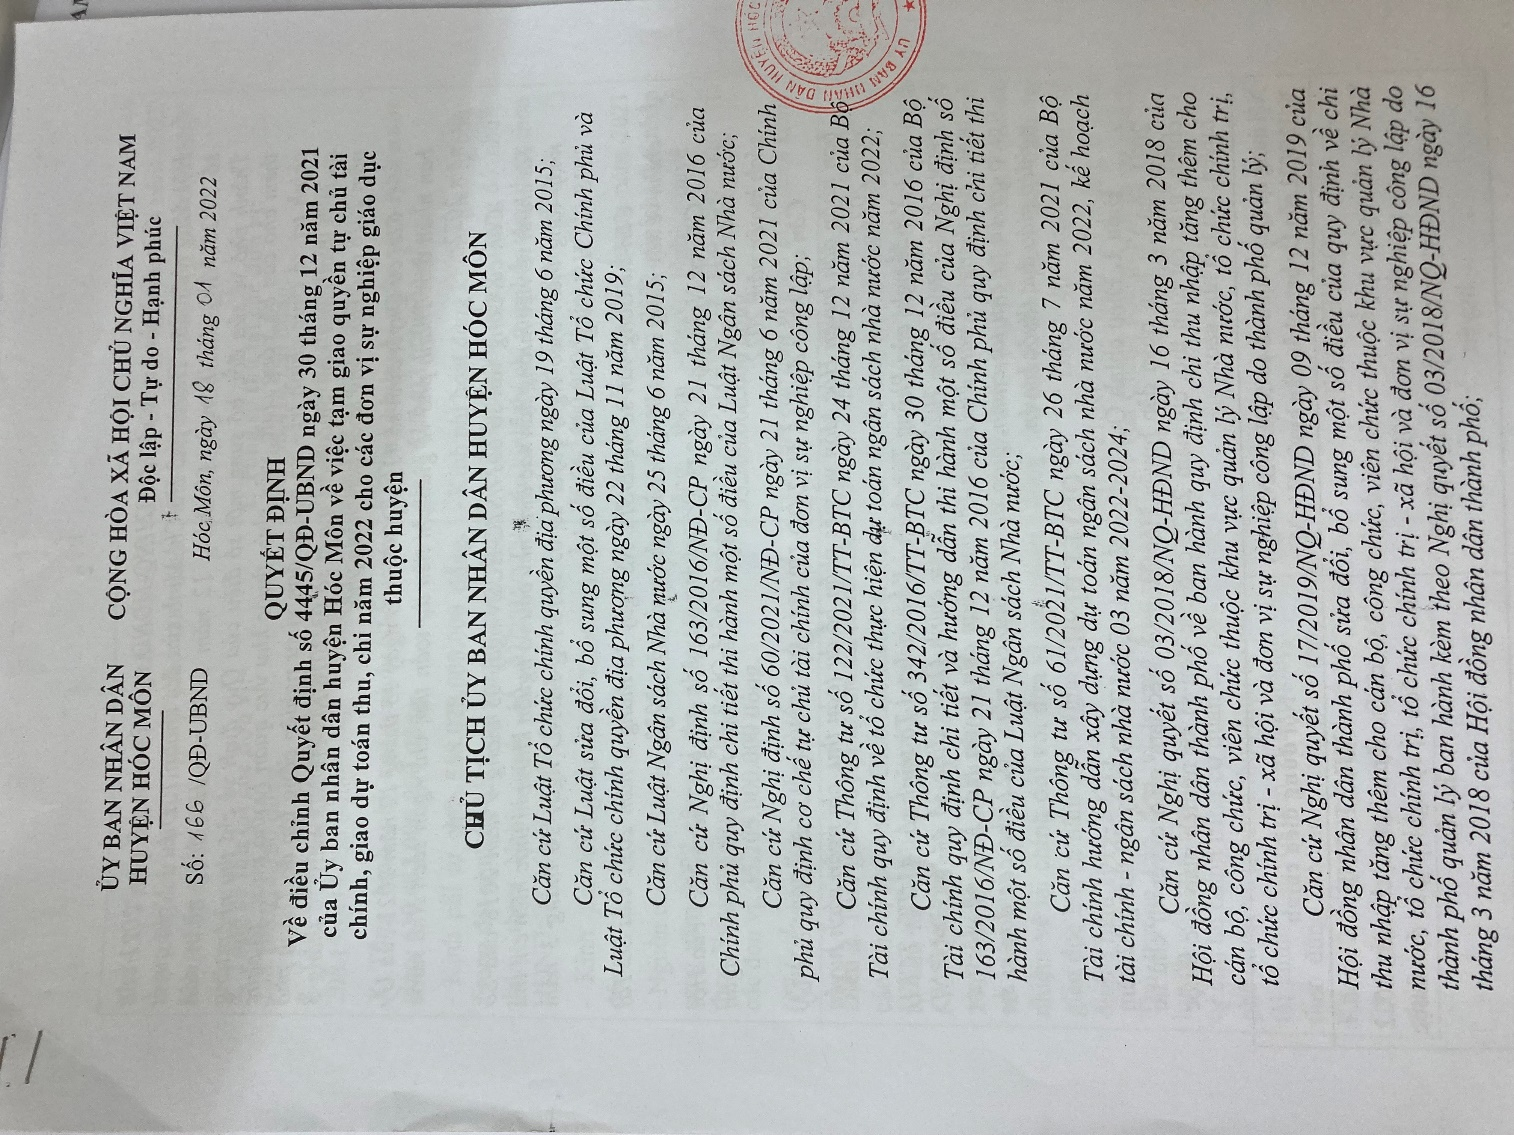 ỦY BAN NHÂN DÂN
HUYỆN HÓC MÔN
Số: 166 /QĐ-UBND
CỘNG HÒA XÃ HỘI CHỦ NGHĨA VIỆT NAM
Độc lập - Tự do - Hạnh phúc
Hóc Môn, ngày 18 tháng 01 năm 2022
QUYẾT ĐỊNH
Về điều chỉnh Quyết định số 4445/QĐ-UBND ngày 30 tháng 12 năm 2021
của Ủy ban nhân dân huyện Hóc Môn về việc tạm giao quyền tự chủ tài
chính, giao dự toán thu, chi năm 2022 cho các đơn vị sự nghiệp giáo dục
thuộc huyện
CHỦ TỊCH ỦY BAN NHÂN DÂN HUYỆN HÓC MÔN
Căn cứ Luật Tổ chức chính quyền địa phương ngày 19 tháng 6 năm 2015;
Căn cứ Luật sửa đổi, bổ sung một số điều của Luật Tổ chức Chính phủ và
Luật Tổ chức chính quyền địa phương ngày 22 tháng 11 năm 2019;
Căn cứ Luật Ngân sách Nhà nước ngày 25 tháng 6 năm 2015;
Căn cứ Nghị định số 163/2016/NĐ-CP ngày 21 tháng 12 năm 2016 của
Chính phủ quy định chi tiết thi hành một số điều của Luật Ngân sách Nhà nước;
Căn cứ Nghị định số 60/2021/NĐ-CP ngày 21 tháng 6 năm 2021 của Chính
phủ quy định cơ chế tự chủ tài chính của đơn vị sự nghiệp công lập;
Căn cứ Thông tư số 122/2021/TT-BTC ngày 24 tháng 12 năm 2021 của Bộ
Tài chính quy định về tổ chức thực hiện dự toán ngân sách nhà nước năm 2022;
Căn cứ Thông tư số 342/2016/TT-BTC ngày 30 tháng 12 năm 2016 của Bộ
Tài chính quy định chi tiết và hướng dẫn thi hành một số điều của Nghị định số
163/2016/NĐ-CP ngày 21 tháng 12 năm 2016 của Chính phủ quy định chi tiết thi
hành một số điều của Luật Ngân sách Nhà nước;
Căn cứ Thông tư số 61/2021/TT-BTC ngày 26 tháng 7 năm 2021 của Bộ
Tài chính hướng dẫn xây dựng dự toán ngân sách nhà nước năm 2022, kế hoạch
tài chính - ngân sách nhà nước 03 năm 2022-2024;
Căn cứ Nghị quyết số 03/2018/NQ-HĐND ngày 16 tháng 3 năm 2018 của
Hội đồng nhân dân thành phố về ban hành quy định chi thu nhập tăng thêm cho
cán bộ, công chức, viên chức thuộc khu vực quản lý Nhà nước, tổ chức chính trị,
tổ chức chính trị - xã hội và đơn vị sự nghiệp công lập do thành phố quản lý;
Căn cứ Nghị quyết số 17/2019/NQ-HĐND ngày 09 tháng 12 năm 2019 của
Hội đồng nhân dân thành phố sửa đổi, bổ sung một số điều của quy định về chi
thu nhập tăng thêm cho cán bộ, công chức, viên chức thuộc khu vực quản lý Nhà
nước, tổ chức chính trị, tổ chức chính trị - xã hội và đơn vị sự nghiệp công lập do
thành phố quản lý ban hành kèm theo Nghị quyết số 03/2018/NQ-HĐND ngày 16
tháng 3 năm 2018 của Hội đồng nhân dân thành phố;
ỦY BAN NHÂN DÂN HUYỆN HÓC